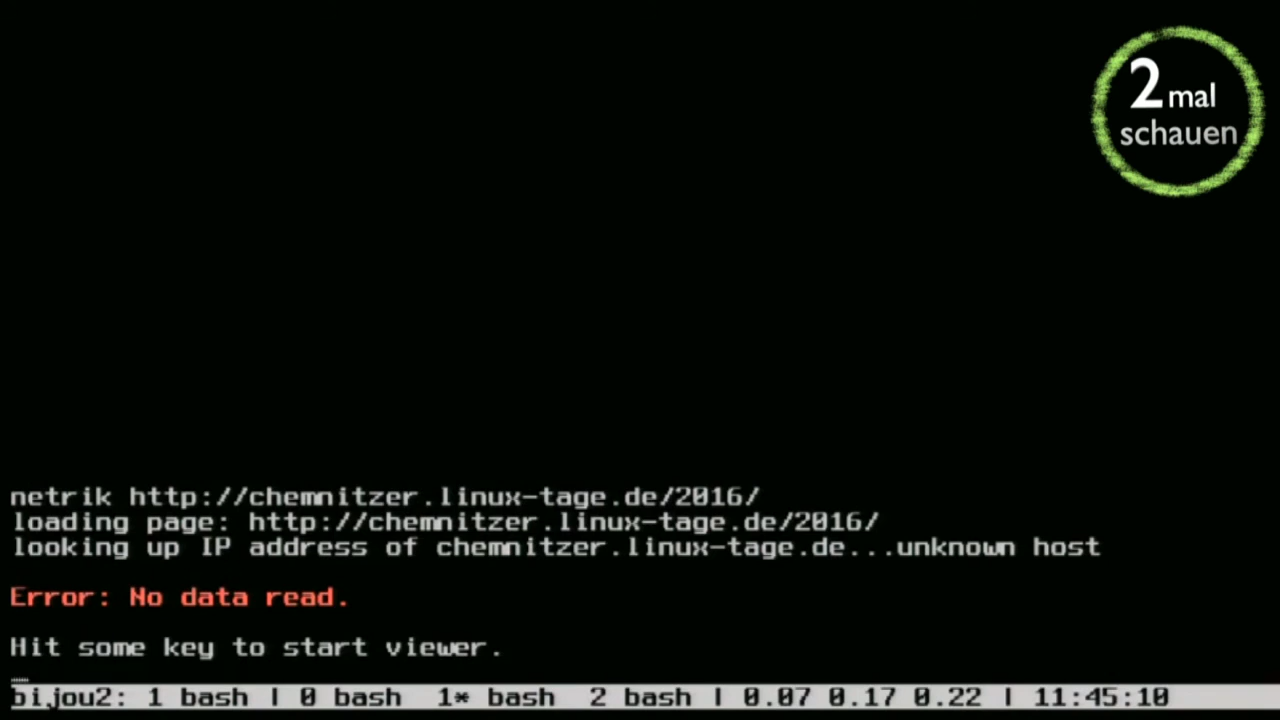 2 mal
schauen
netrik http://chemnitzer.linux-tage.de/2016/
loading page: http://chemnitzer.linux-tage.de/2016/
looking up IP address of chemnitzer.linux-tage.de...unknown host
Error: No data read.
Hit some key to start viewer.
bijou2: 1 bash | 0 bash 1* bash 2 bash | 0.07 0.17 0.22 | 11:45:10